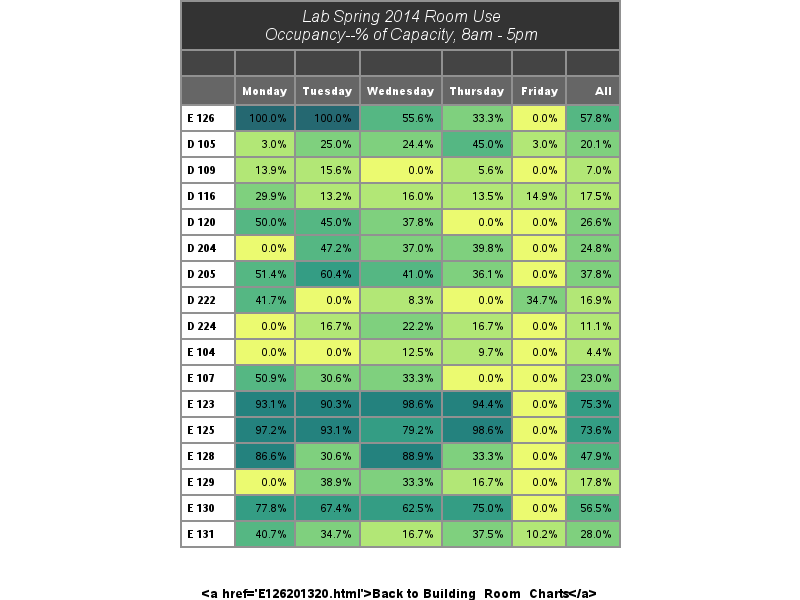 Lab Spring 2014 Room Use
Occupancy--% of Capacity, 8am - 5pm
Monday Tuesday Wednesday Thursday Friday All
E 126 100.0% 100.0% 55.6% 33.3% 0.0% 57.8%
D 105 3.0% 25.0% 24.4% 45.0% 3.0% 20.1%
D 109 13.9% 15.6% 0.0% 5.6% 0.0% 7.0%
D 116 29.9% 13.2% 16.0% 13.5% 14.9% 17.5%
D 120 50.0% 45.0% 37.8% 0.0% 0.0% 26.6%
D 204 0.0% 47.2% 37.0% 39.8% 0.0% 24.8%
D 205 51.4% 60.4% 41.0% 36.1% 0.0% 37.8%
D 222 41.7% 0.0% 8.3% 0.0% 34.7% 16.9%
D 224 0.0% 16.7% 22.2% 16.7% 0.0% 11.1%
E 104 0.0% 0.0% 12.5% 9.7% 0.0% 4.4%
E 107 50.9% 30.6% 33.3% 0.0% 0.0% 23.0%
E 123 93.1% 90.3% 98.6% 94.4% 0.0% 75.3%
E 125 97.2% 93.1% 79.2% 98.6% 0.0% 73.6%
E 128 86.6% 30.6% 88.9% 33.3% 0.0% 47.9%
E 129 0.0% 38.9% 33.3% 16.7% 0.0% 17.8%
E 130 77.8% 67.4% 62.5% 75.0% 0.0% 56.5%
E 131 40.7% 34.7% 16.7% 37.5% 10.2% 28.0%
<a href='E126201320.html'>Back to Building_Room_Charts</a>